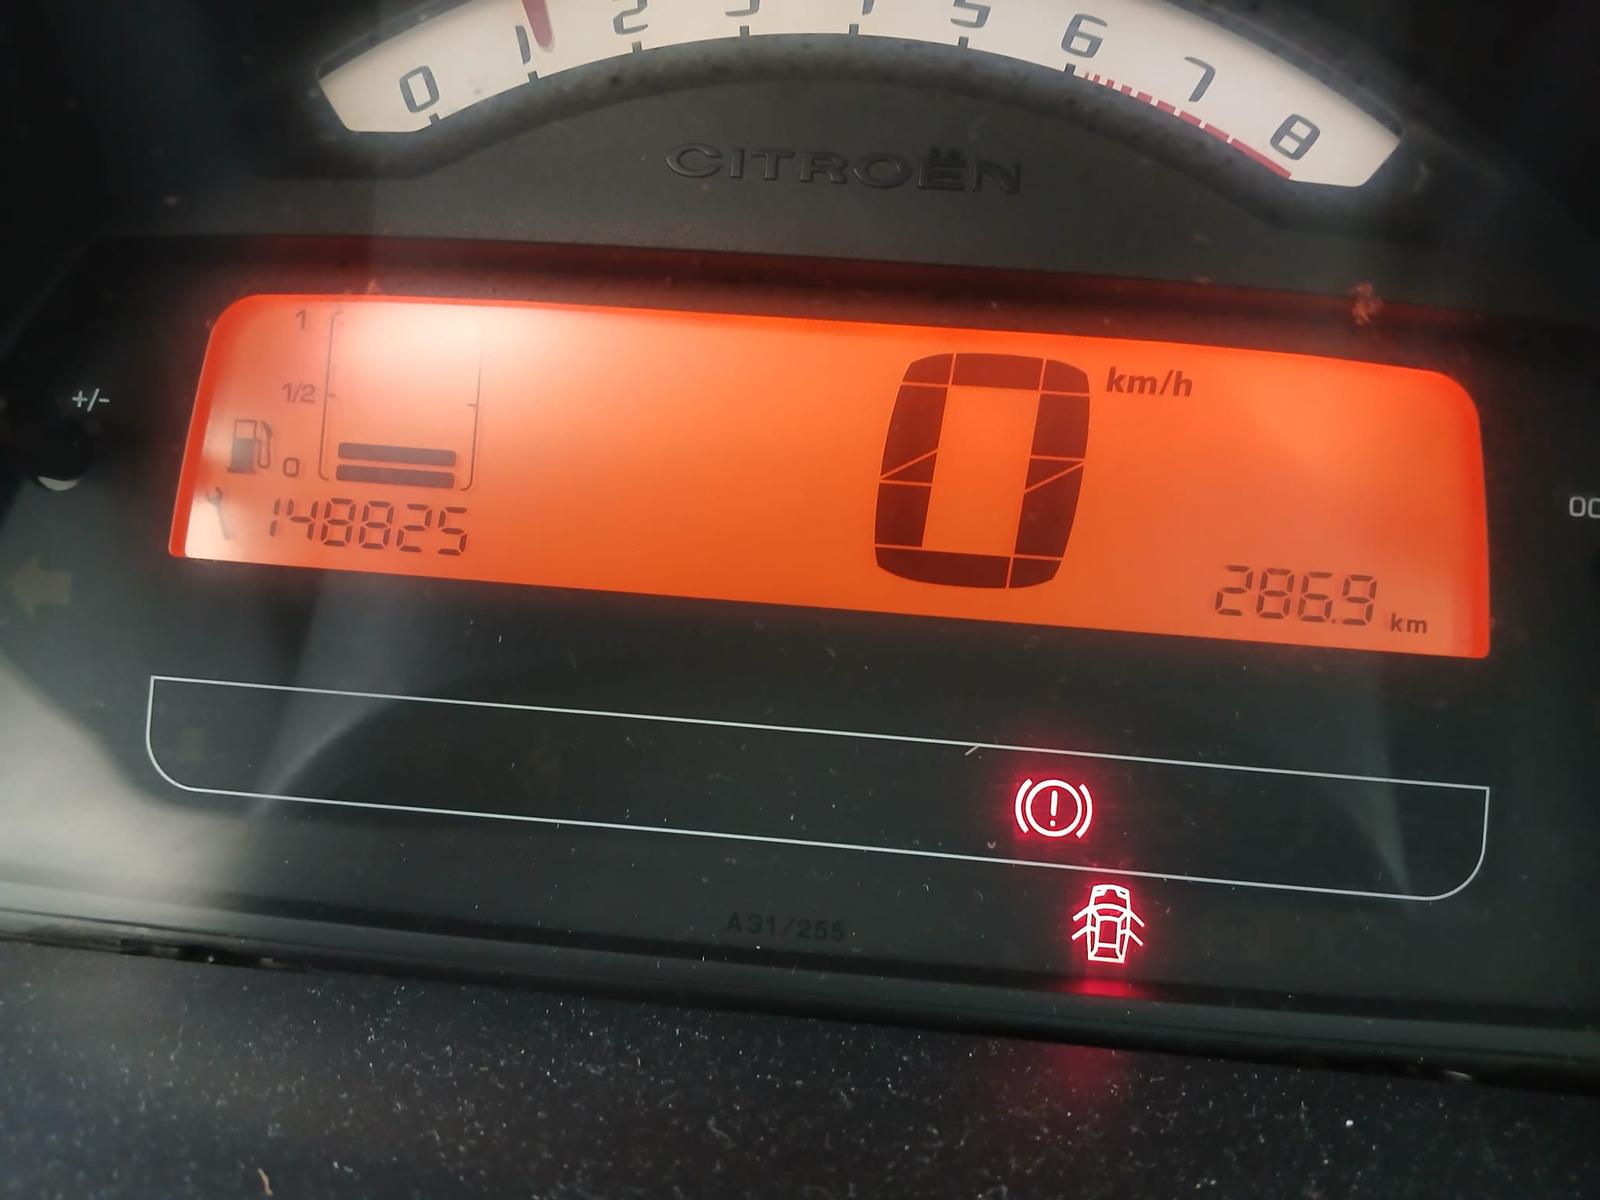 0 1 2 3 4 5 6 7 8
CITROËN
1
1/2
0
+/-
km/h
0
148825
286.9 km
A31/255